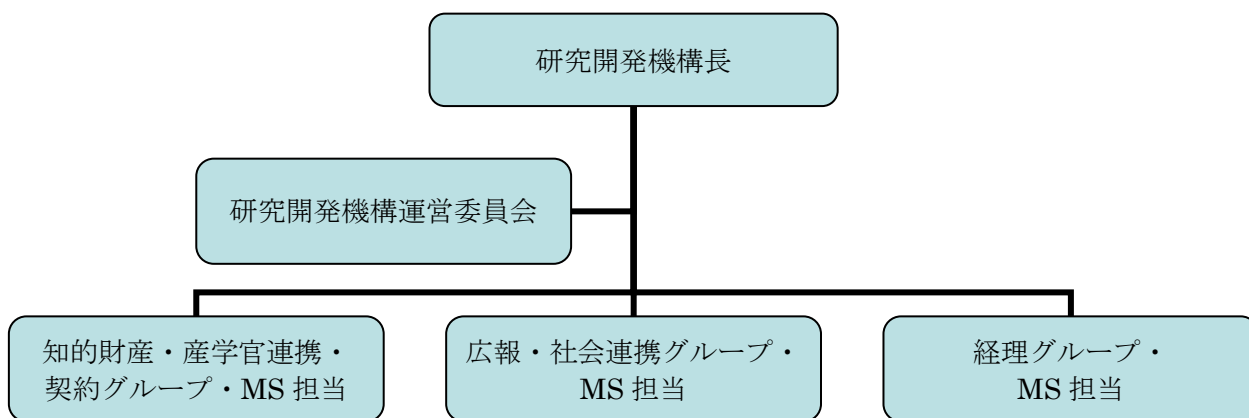 研究開発機構長
研究開発機構運営委員会
知的財産・産学官連携・
契約グループ・MS 担当
広報・社会連携グループ・
MS 担当
経理グループ・
MS 担当